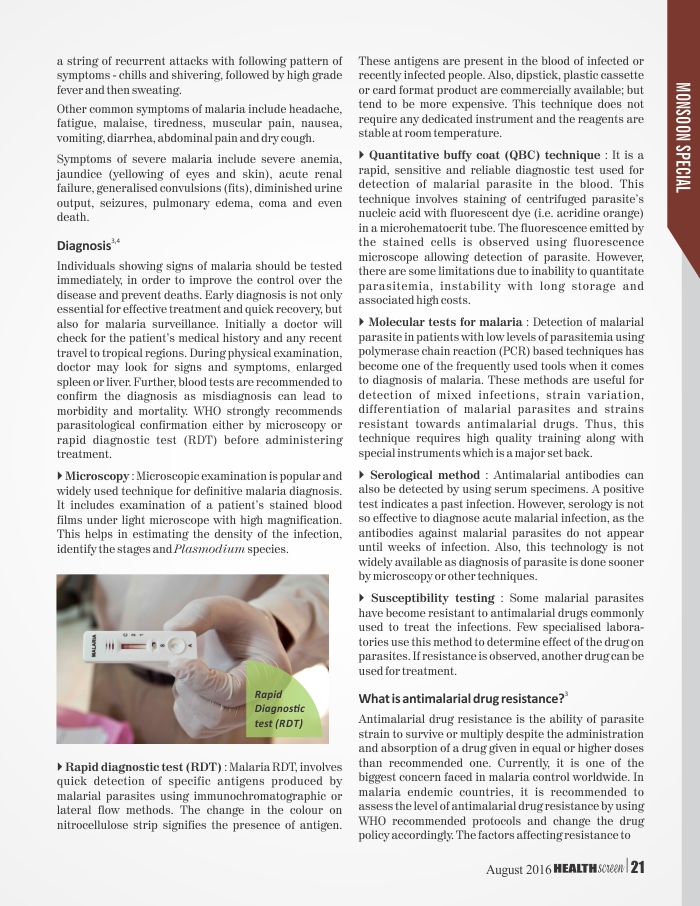 a string of recurrent attacks with following pattern of
symptoms - chills and shivering, followed by high grade
fever and then sweating.
Other common symptoms of malaria include headache,
fatigue, malaise, tiredness, muscular pain, nausea,
vomiting, diarrhea, abdominal pain and dry cough.
Symptoms of severe malaria include severe anemia,
jaundice (yellowing of eyes and skin), acute renal
failure, generalised convulsions (fits), diminished urine
output, seizures, pulmonary edema, coma and even
death.
Diagnosis3,4
Individuals showing signs of malaria should be tested
immediately, in order to improve the control over the
disease and prevent deaths. Early diagnosis is not only
essential for effective treatment and quick recovery, but
also for malaria surveillance. Initially a doctor will
check for the patient's medical history and any recent
travel to tropical regions. During physical examination,
doctor may look for signs and symptoms, enlarged
spleen or liver. Further, blood tests are recommended to
confirm the diagnosis as misdiagnosis can lead to
morbidity and mortality. WHO strongly recommends
parasitological confirmation either by microscopy or
rapid diagnostic test (RDT) before administering
treatment.
Microscopy : Microscopic examination is popular and
widely used technique for definitive malaria diagnosis.
It includes examination of a patient's stained blood
films under light microscope with high magnification.
This helps in estimating the density of the infection,
identify the stages and Plasmodium species.
MALARIA
C 2 1
B
A
Rapid
Diagnostic
test (RDT)
Rapid diagnostic test (RDT) : Malaria RDT, involves
quick detection of specific antigens produced by
malarial parasites using immunochromatographic or
lateral flow methods. The change in the colour on
nitrocellulose strip signifies the presence of antigen.
These antigens are present in the blood of infected or
recently infected people. Also, dipstick, plastic cassette
or card format product are commercially available; but
tend to be more expensive. This technique does not
require any dedicated instrument and the reagents are
stable at room temperature.
Quantitative buffy coat (QBC) technique : It is a
rapid, sensitive and reliable diagnostic test used for
detection of malarial parasite in the blood. This
technique involves staining of centrifuged parasite's
nucleic acid with fluorescent dye (i.e. acridine orange)
in a microhematocrit tube. The fluorescence emitted by
the stained cells is observed using fluorescence
microscope allowing detection of parasite. However,
there are some limitations due to inability to quantitate
parasitemia, instability with long storage and
associated high costs.
Molecular tests for malaria : Detection of malarial
parasite in patients with low levels of parasitemia using
polymerase chain reaction (PCR) based techniques has
become one of the frequently used tools when it comes
to diagnosis of malaria. These methods are useful for
detection of mixed infections, strain variation,
differentiation of malarial parasites and strains
resistant towards antimalarial drugs. Thus, this
technique requires high quality training along with
special instruments which is a major set back.
Serological method : Antimalarial antibodies can
also be detected by using serum specimens. A positive
test indicates a past infection. However, serology is not
so effective to diagnose acute malarial infection, as the
antibodies against malarial parasites do not appear
until weeks of infection. Also, this technology is not
widely available as diagnosis of parasite is done sooner
by microscopy or other techniques.
Susceptibility testing : Some malarial parasites
have become resistant to antimalarial drugs commonly
used to treat the infections. Few specialised labora-
tories use this method to determine effect of the drug on
parasites. If resistance is observed, another drug can be
used for treatment.
What is antimalarial drug resistance?3
Antimalarial drug resistance is the ability of parasite
strain to survive or multiply despite the administration
and absorption of a drug given in equal or higher doses
than recommended one. Currently, it is one of the
biggest concern faced in malaria control worldwide. In
malaria endemic countries, it is recommended to
assess the level of antimalarial drug resistance by using
WHO recommended protocols and change the drug
policy accordingly. The factors affecting resistance to
MONSOON SPECIAL
August 2016 HEALTHscreen 21